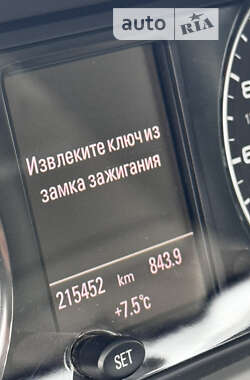 auto RIA
Извлеките ключ из
замка зажигания
215452 km 843.9
+7.5°c
SET